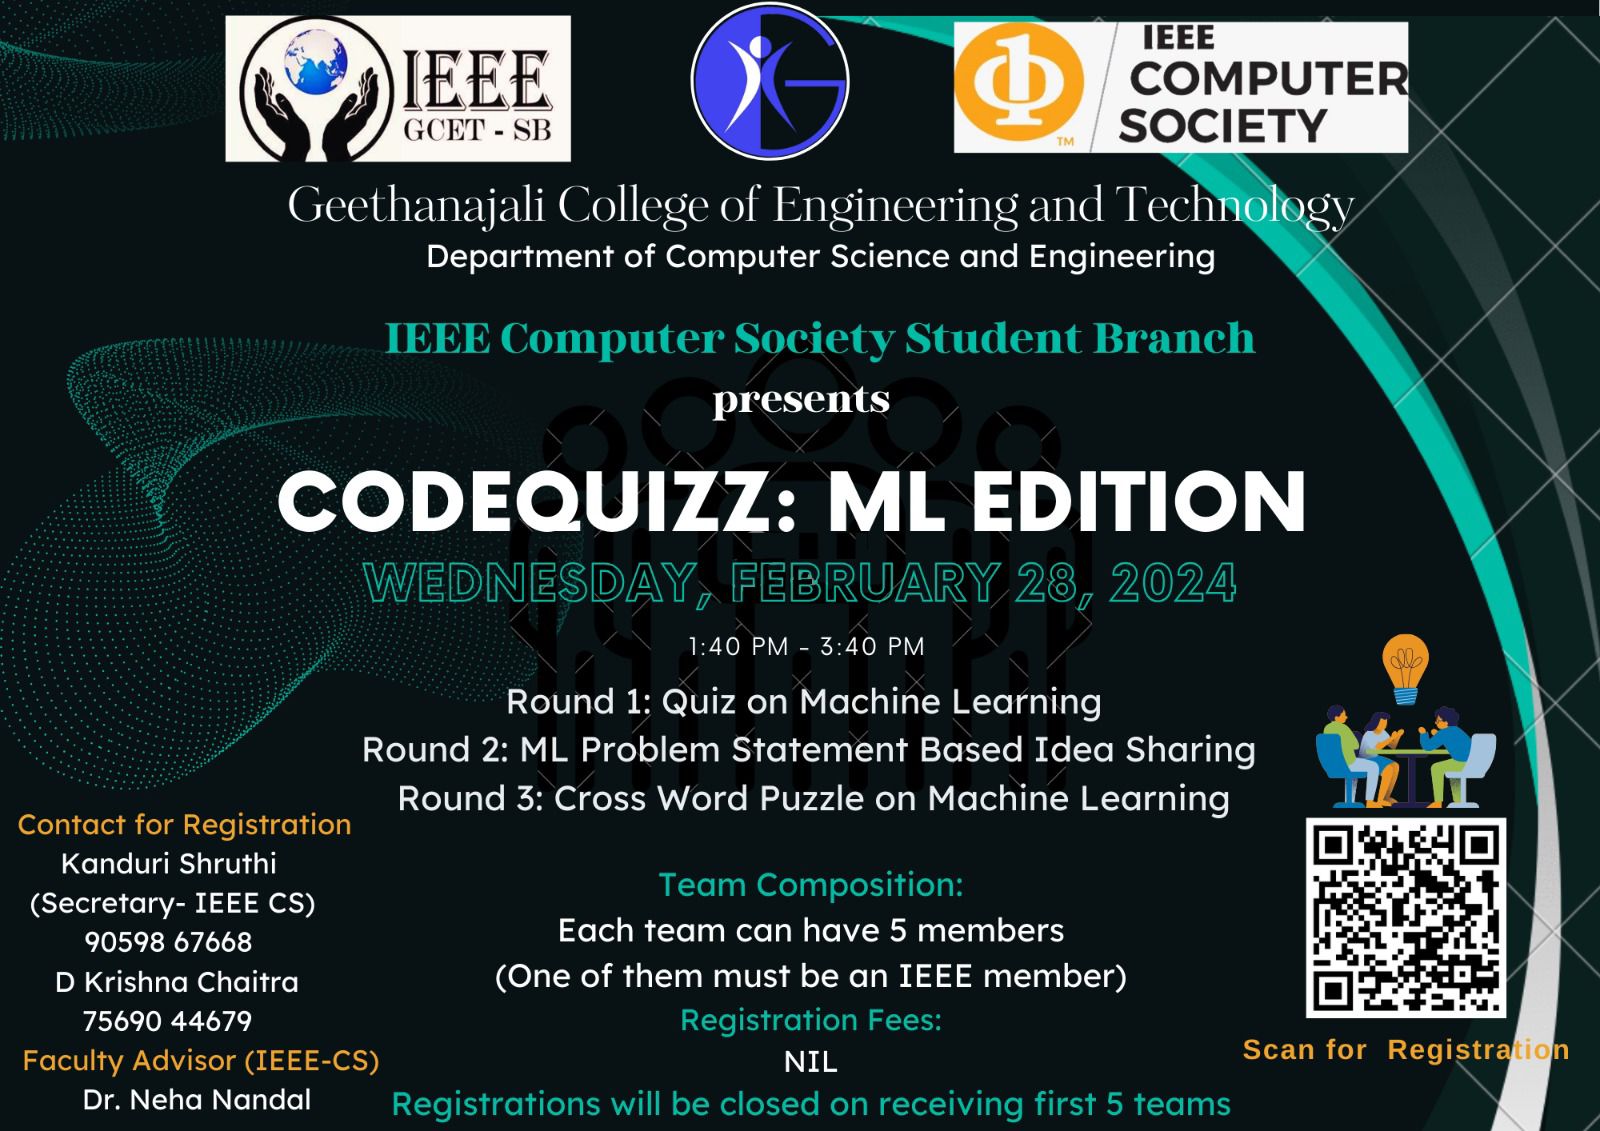 IEEE
GCET - SB
IEEE
COMPUTER
SOCIETY
TM
Geethanajali College of Engineering and Technology
Department of Computer Science and Engineering
IEEE Computer Society Student Branch
presents
CODEQUIZZ: ML EDITION
WEDNESDAY, FEBRUARY 28, 2024
1:40 PM - 3:40 PM
Round 1: Quiz on Machine Learning
Round 2: ML Problem Statement Based Idea Sharing
Round 3: Cross Word Puzzle on Machine Learning
Contact for Registration
Kanduri Shruthi
(Secretary- IEEE CS)
90598 67668
D Krishna Chaitra
75690 44679
Faculty Advisor (IEEE-CS)
Dr. Neha Nandal
Team Composition:
Each team can have 5 members
(One of them must be an IEEE member)
Registration Fees:
NIL
Registrations will be closed on receiving first 5 teams
Scan for  Registration